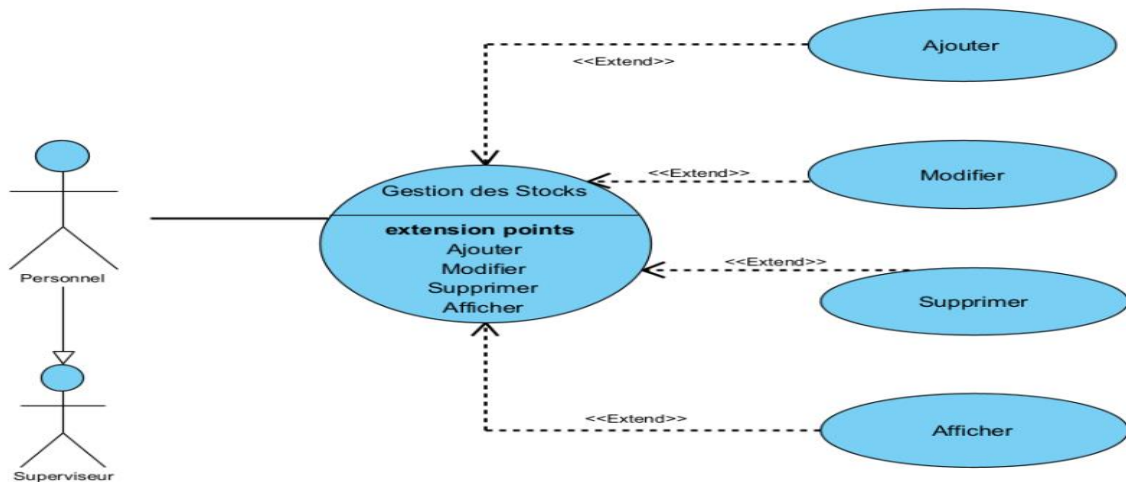 Ajouter
<<Extend>>
Gestion des Stocks
extension points
Ajouter
Modifier
Supprimer
Afficher
<<Extend>>
Modifier
<<Extend>>
Supprimer
<<Extend>>
Afficher
Personnel
Superviseur